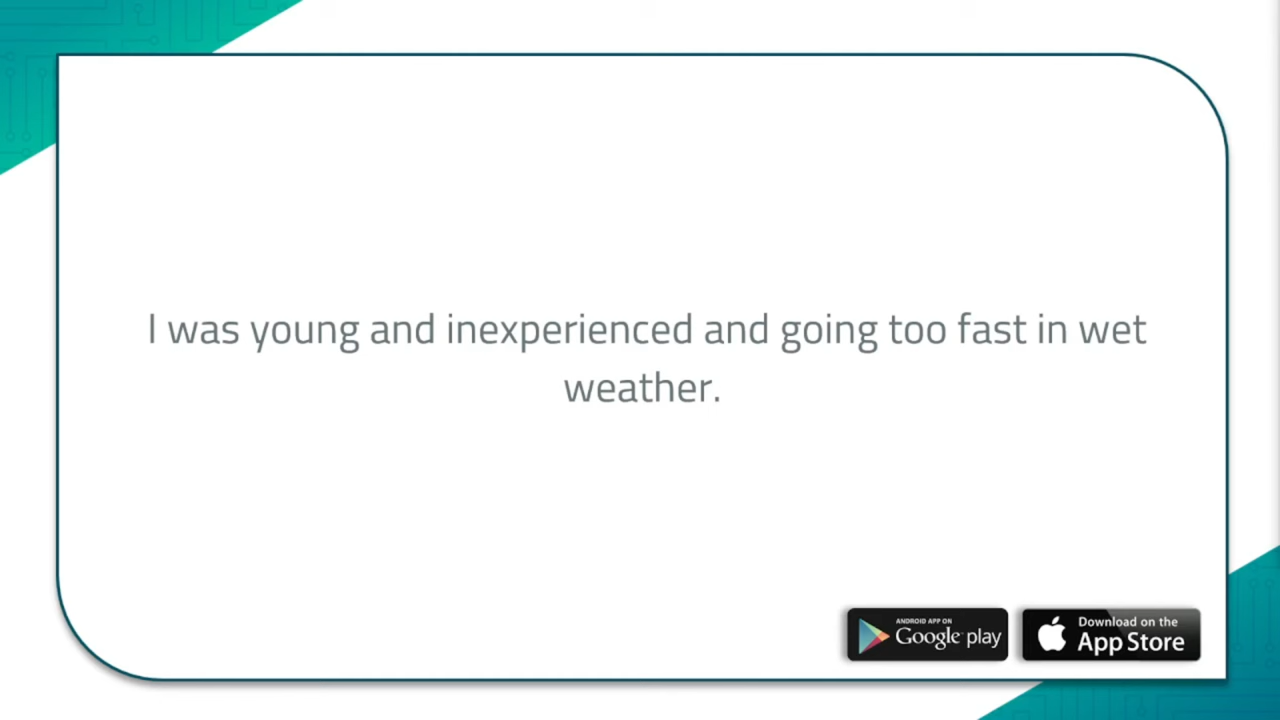 I was young and inexperienced and going too fast in wet
weather.
ANDROID APP ON
Google play
Download on the
App Store